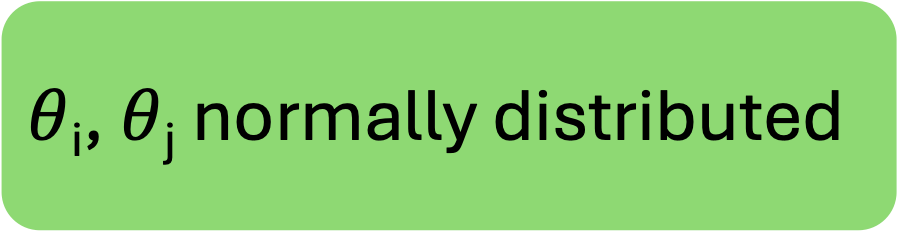 θᵢ, θⱼ normally distributed